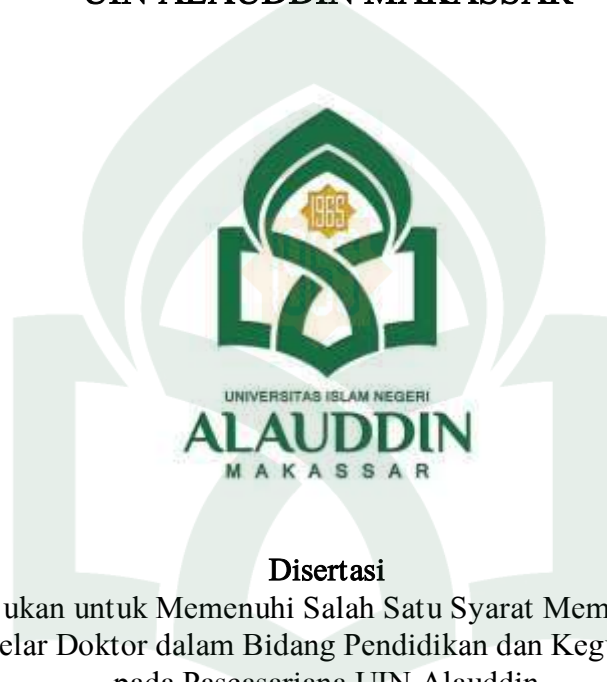 UIN ALAUDDIN MAKASSAR
1965
UNIVERSITAS ISLAM NEGERI
ALAUDDIN
MAKASSAR
Disertasi
ukan untuk Memenuhi Salah Satu Syarat Mem
elar Doktor dalam Bidang Pendidikan dan Kegu
pada Pascasarjana UIN Alauddin